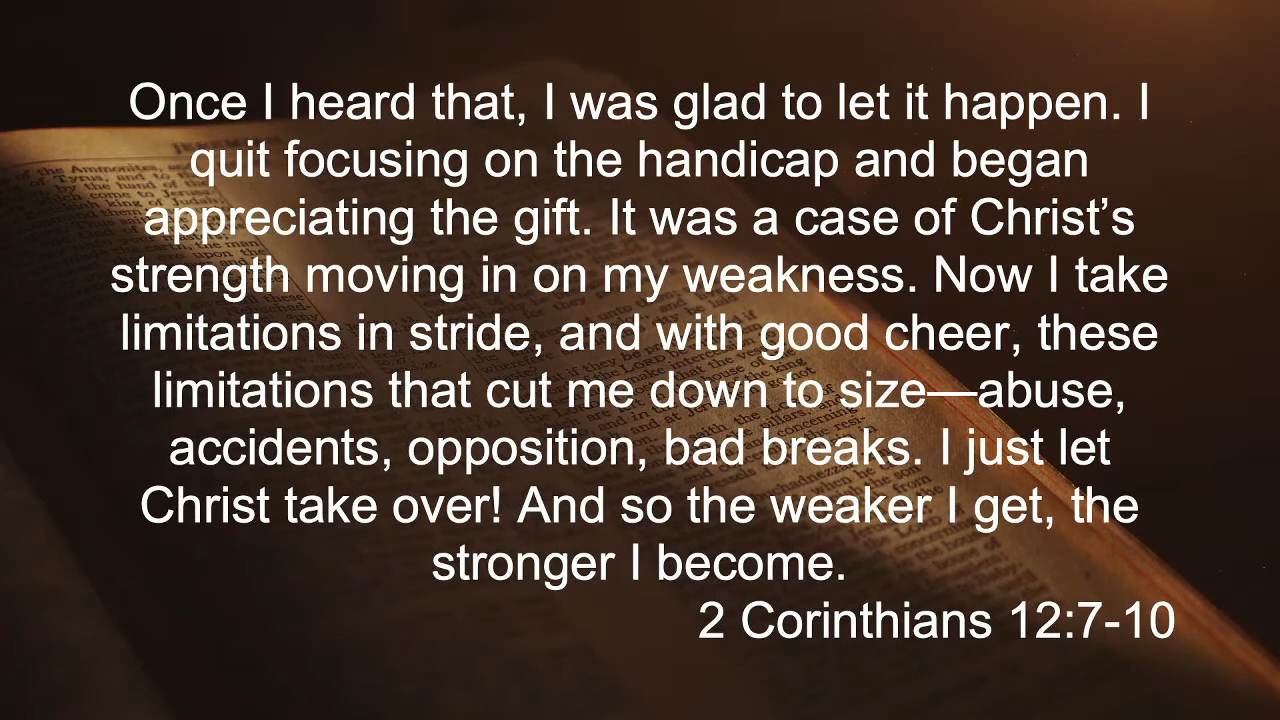 Once I heard that, I was glad to let it happen. I
quit focusing on the handicap and began
appreciating the gift. It was a case of Christ’s
strength moving in on my weakness. Now I take
limitations in stride, and with good cheer, these
limitations that cut me down to size—abuse,
accidents, opposition, bad breaks. I just let
Christ take over! And so the weaker I get, the
stronger I become.
2 Corinthians 12:7-10